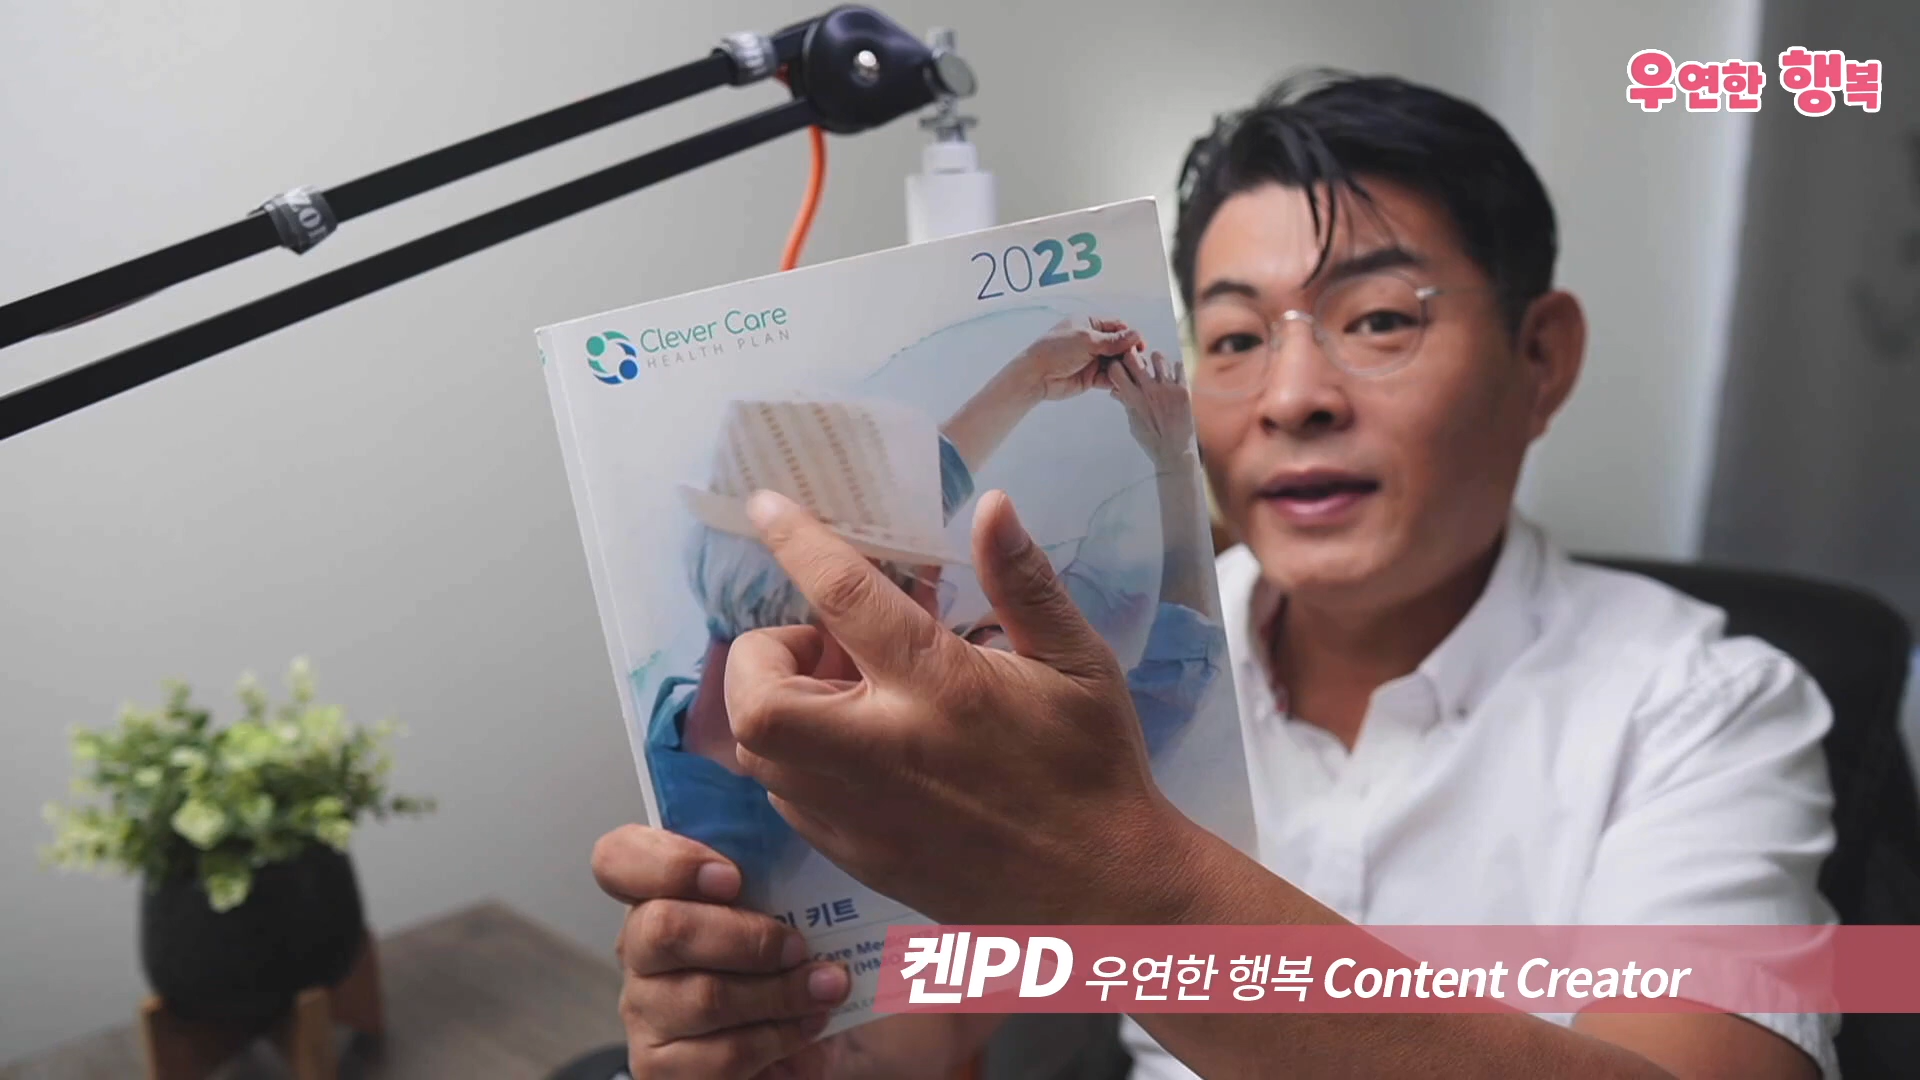 우연한 행복
2023
Clever Care
HEALTH PLAN
키트
Care
켄PD 우연한 행복 Content Creator